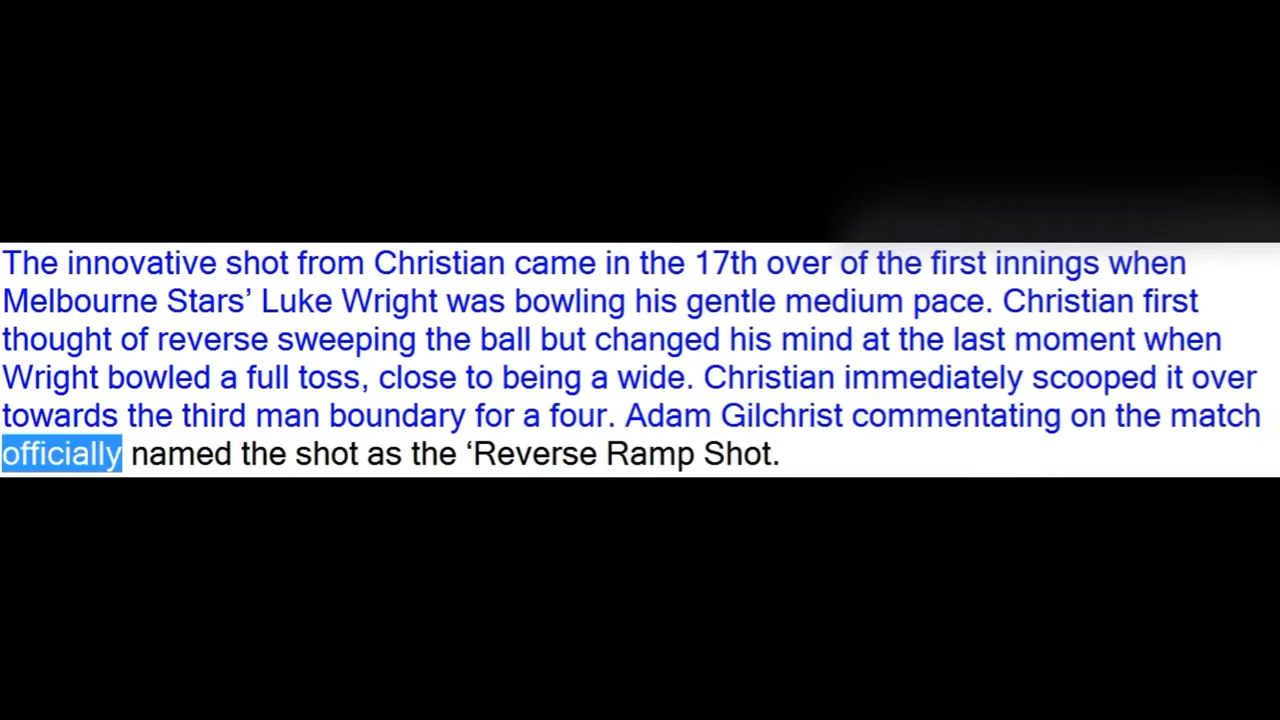 The innovative shot from Christian came in the 17th over of the first innings when
Melbourne Stars’ Luke Wright was bowling his gentle medium pace. Christian first
thought of reverse sweeping the ball but changed his mind at the last moment when
Wright bowled a full toss, close to being a wide. Christian immediately scooped it over
towards the third man boundary for a four. Adam Gilchrist commentating on the match
officially named the shot as the ‘Reverse Ramp Shot.